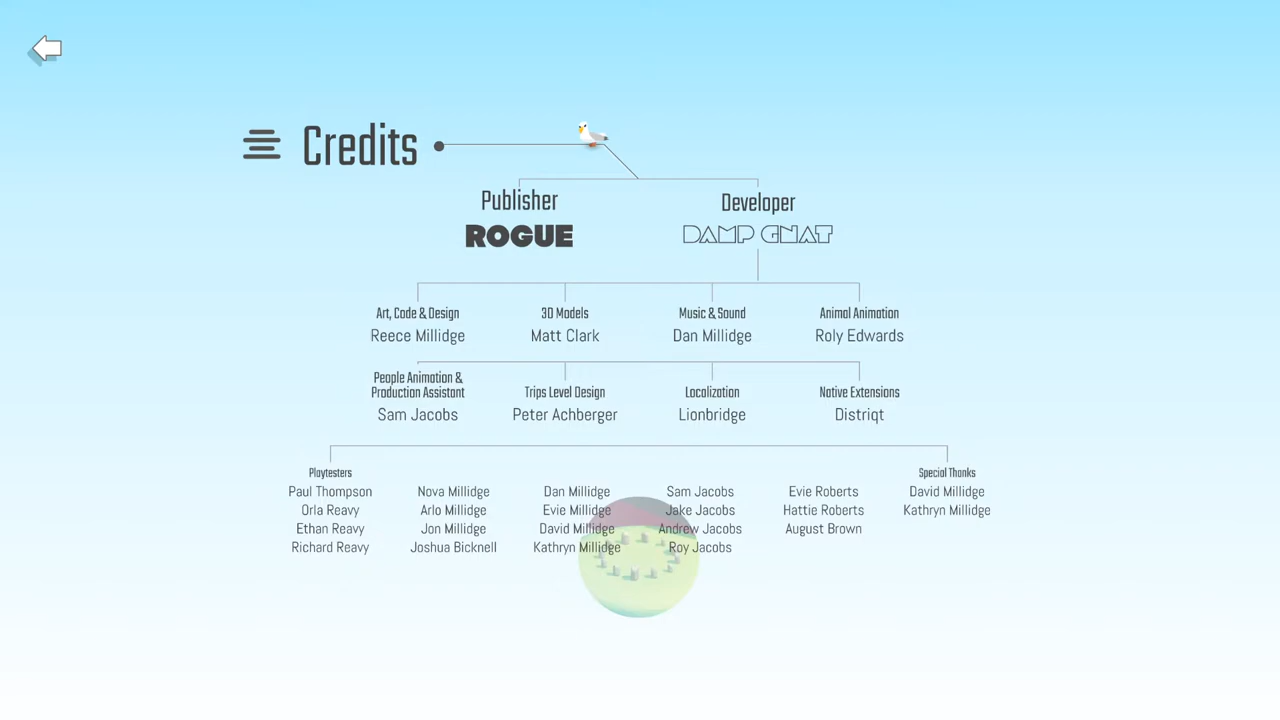 Credits
Publisher
Developer
ROGUE
DAMP GNAT
Art, Code & Design
3D Models
Music & Sound
Animal Animation
Reece Millidge
Matt Clark
Dan Millidge
Roly Edwards
People Animation &
Production Assistant
Trips Level Design
Localization
Native Extensions
Sam Jacobs
Peter Achberger
Lionbridge
Distriqt
Playtesters
Special Thanks
Paul Thompson
Nova Millidge
Dan Millidge
Sam Jacobs
Evie Roberts
David Millidge
Orla Reavy
Arlo Millidge
Evie Millidge
Jake Jacobs
Hattie Roberts
Kathryn Millidge
Ethan Reavy
Jon Millidge
David Millidge
Andrew Jacobs
August Brown
Richard Reavy
Joshua Bicknell
Kathryn Millidge
Roy Jacobs